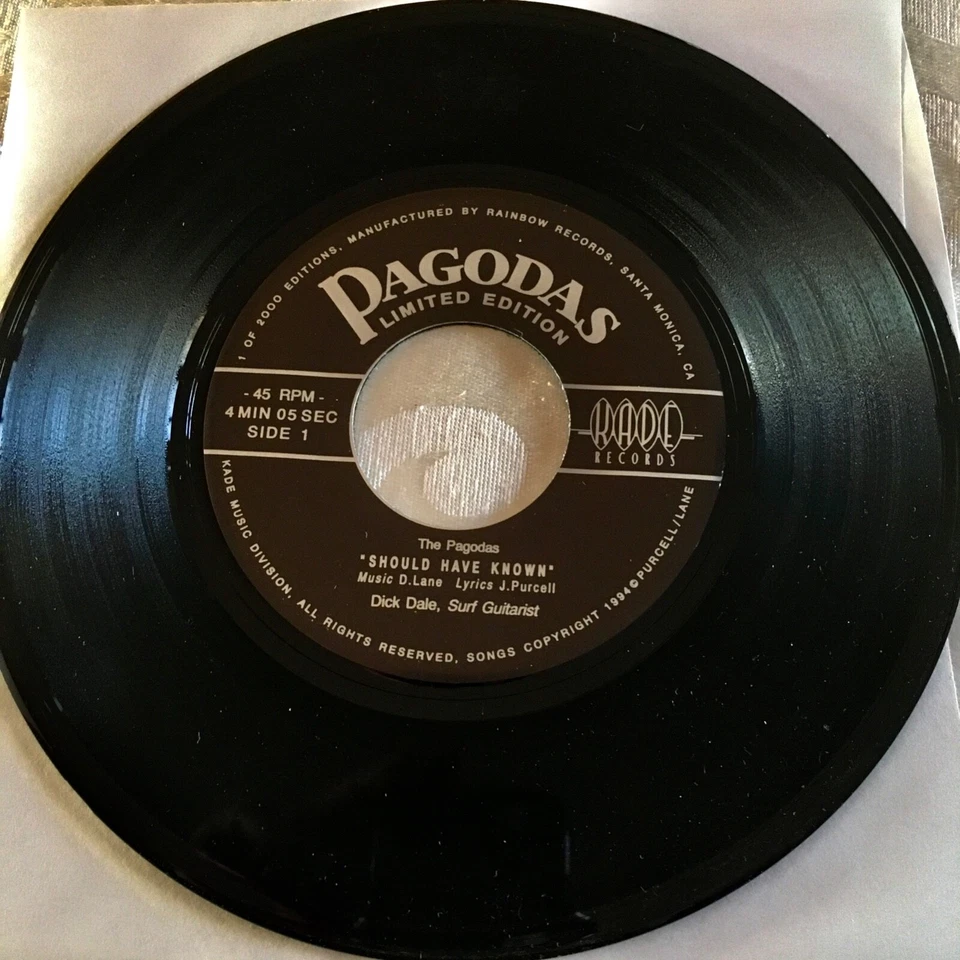 1 OF 2000 EDITIONS, MANUFACTURED BY RAINBOW RECORDS, SANTA MONICA, CA
PAGODAS
LIMITED EDITION
- 45 RPM -
4 MIN 05 SEC
SIDE 1
KADE
RECORDS
The Pagodas
"SHOULD HAVE KNOWN"
Music D.Lane Lyrics J.Purcell
Dick Dale, Surf Guitarist
KADE MUSIC DIVISION, ALL RIGHTS RESERVED, SONGS COPYRIGHT 1994 © PURCELL/LANE